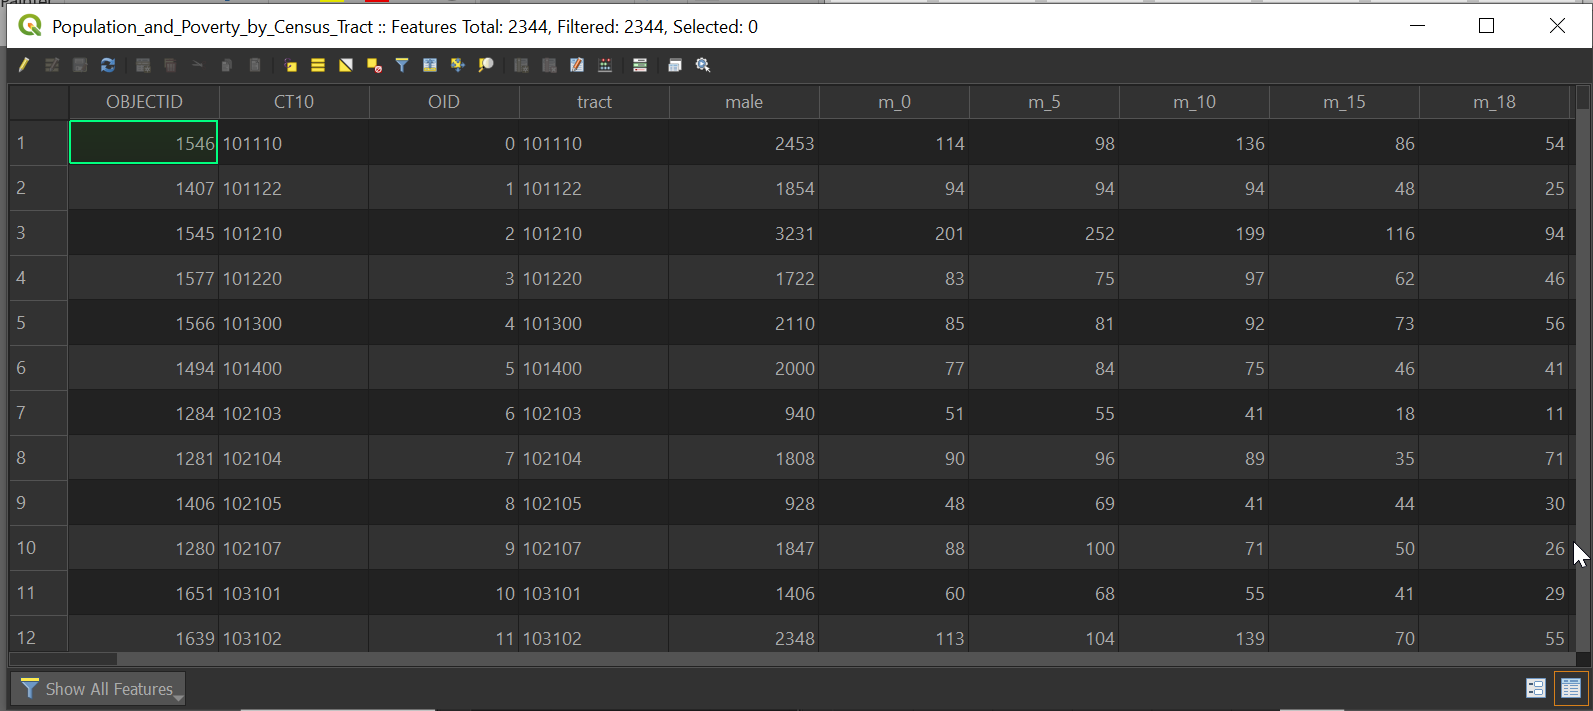 Population_and_Poverty_by_Census_Tract :: Features Total: 2344, Filtered: 2344, Selected: 0
OBJECTID CT10 OID tract male m_0 m_5 m_10 m_15 m_18
1 1546 101110 0 101110 2453 114 98 136 86 54
2 1407 101122 1 101122 1854 94 94 94 48 25
3 1545 101210 2 101210 3231 201 252 199 116 94
4 1577 101220 3 101220 1722 83 75 97 62 46
5 1566 101300 4 101300 2110 85 81 92 73 56
6 1494 101400 5 101400 2000 77 84 75 46 41
7 1284 102103 6 102103 940 51 55 41 18 11
8 1281 102104 7 102104 1808 90 96 89 35 71
9 1406 102105 8 102105 928 48 69 41 44 30
10 1280 102107 9 102107 1847 88 100 71 50 26
11 1651 103101 10 103101 1406 60 68 55 41 29
12 1639 103102 11 103102 2348 113 104 139 70 55
Show All Features